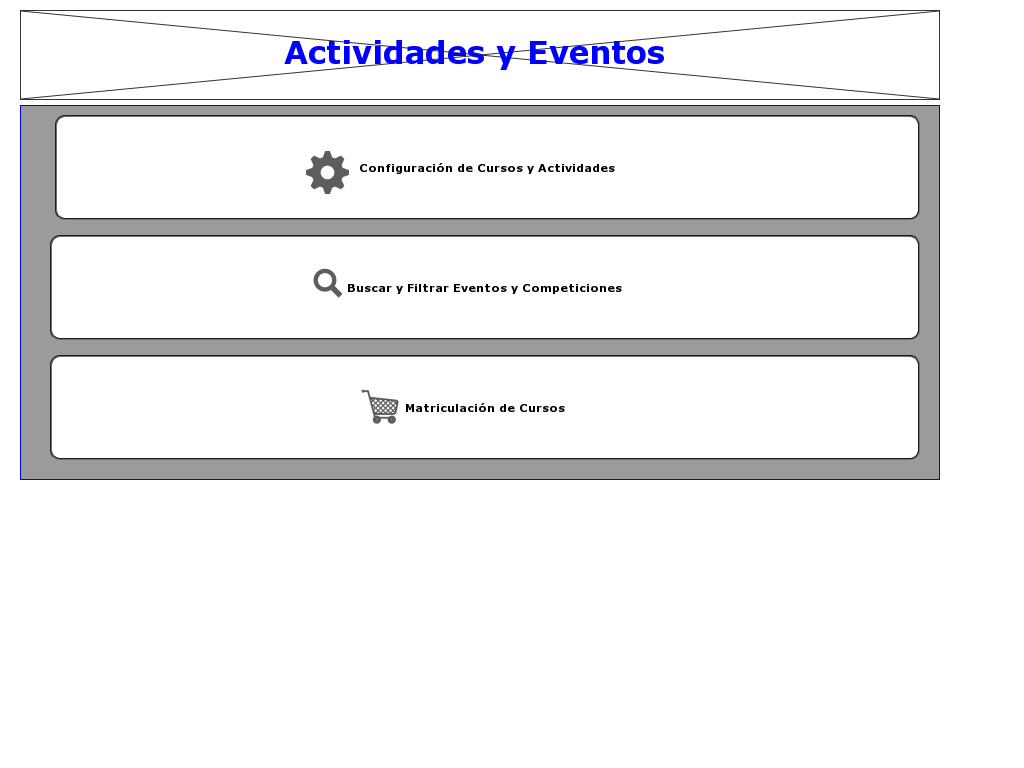 Actividades y Eventos
Configuración de Cursos y Actividades
Buscar y Filtrar Eventos y Competiciones
Matriculación de Cursos